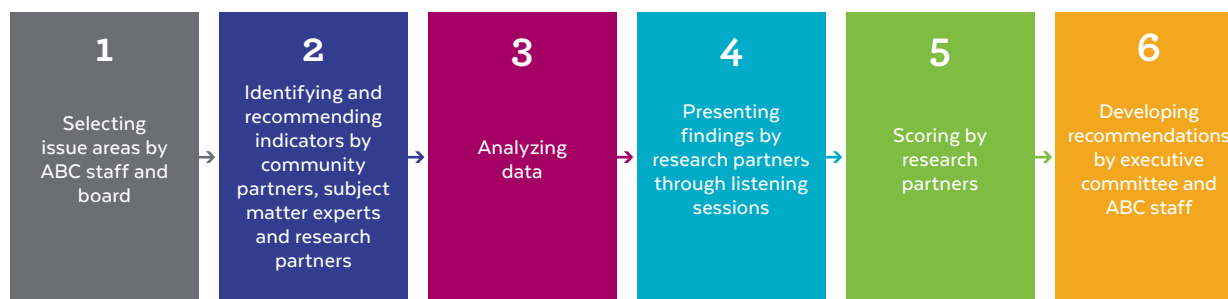 1
Selecting
issue areas by
ABC staff and
board
2
Identifying and
recommending
indicators by
community
partners, subject
matter experts
and research
partners
3
Analyzing
data
4
Presenting
findings by
research partners
through listening
sessions
5
Scoring by
research
partners
6
Developing
recommendations
by executive
committee and
ABC staff